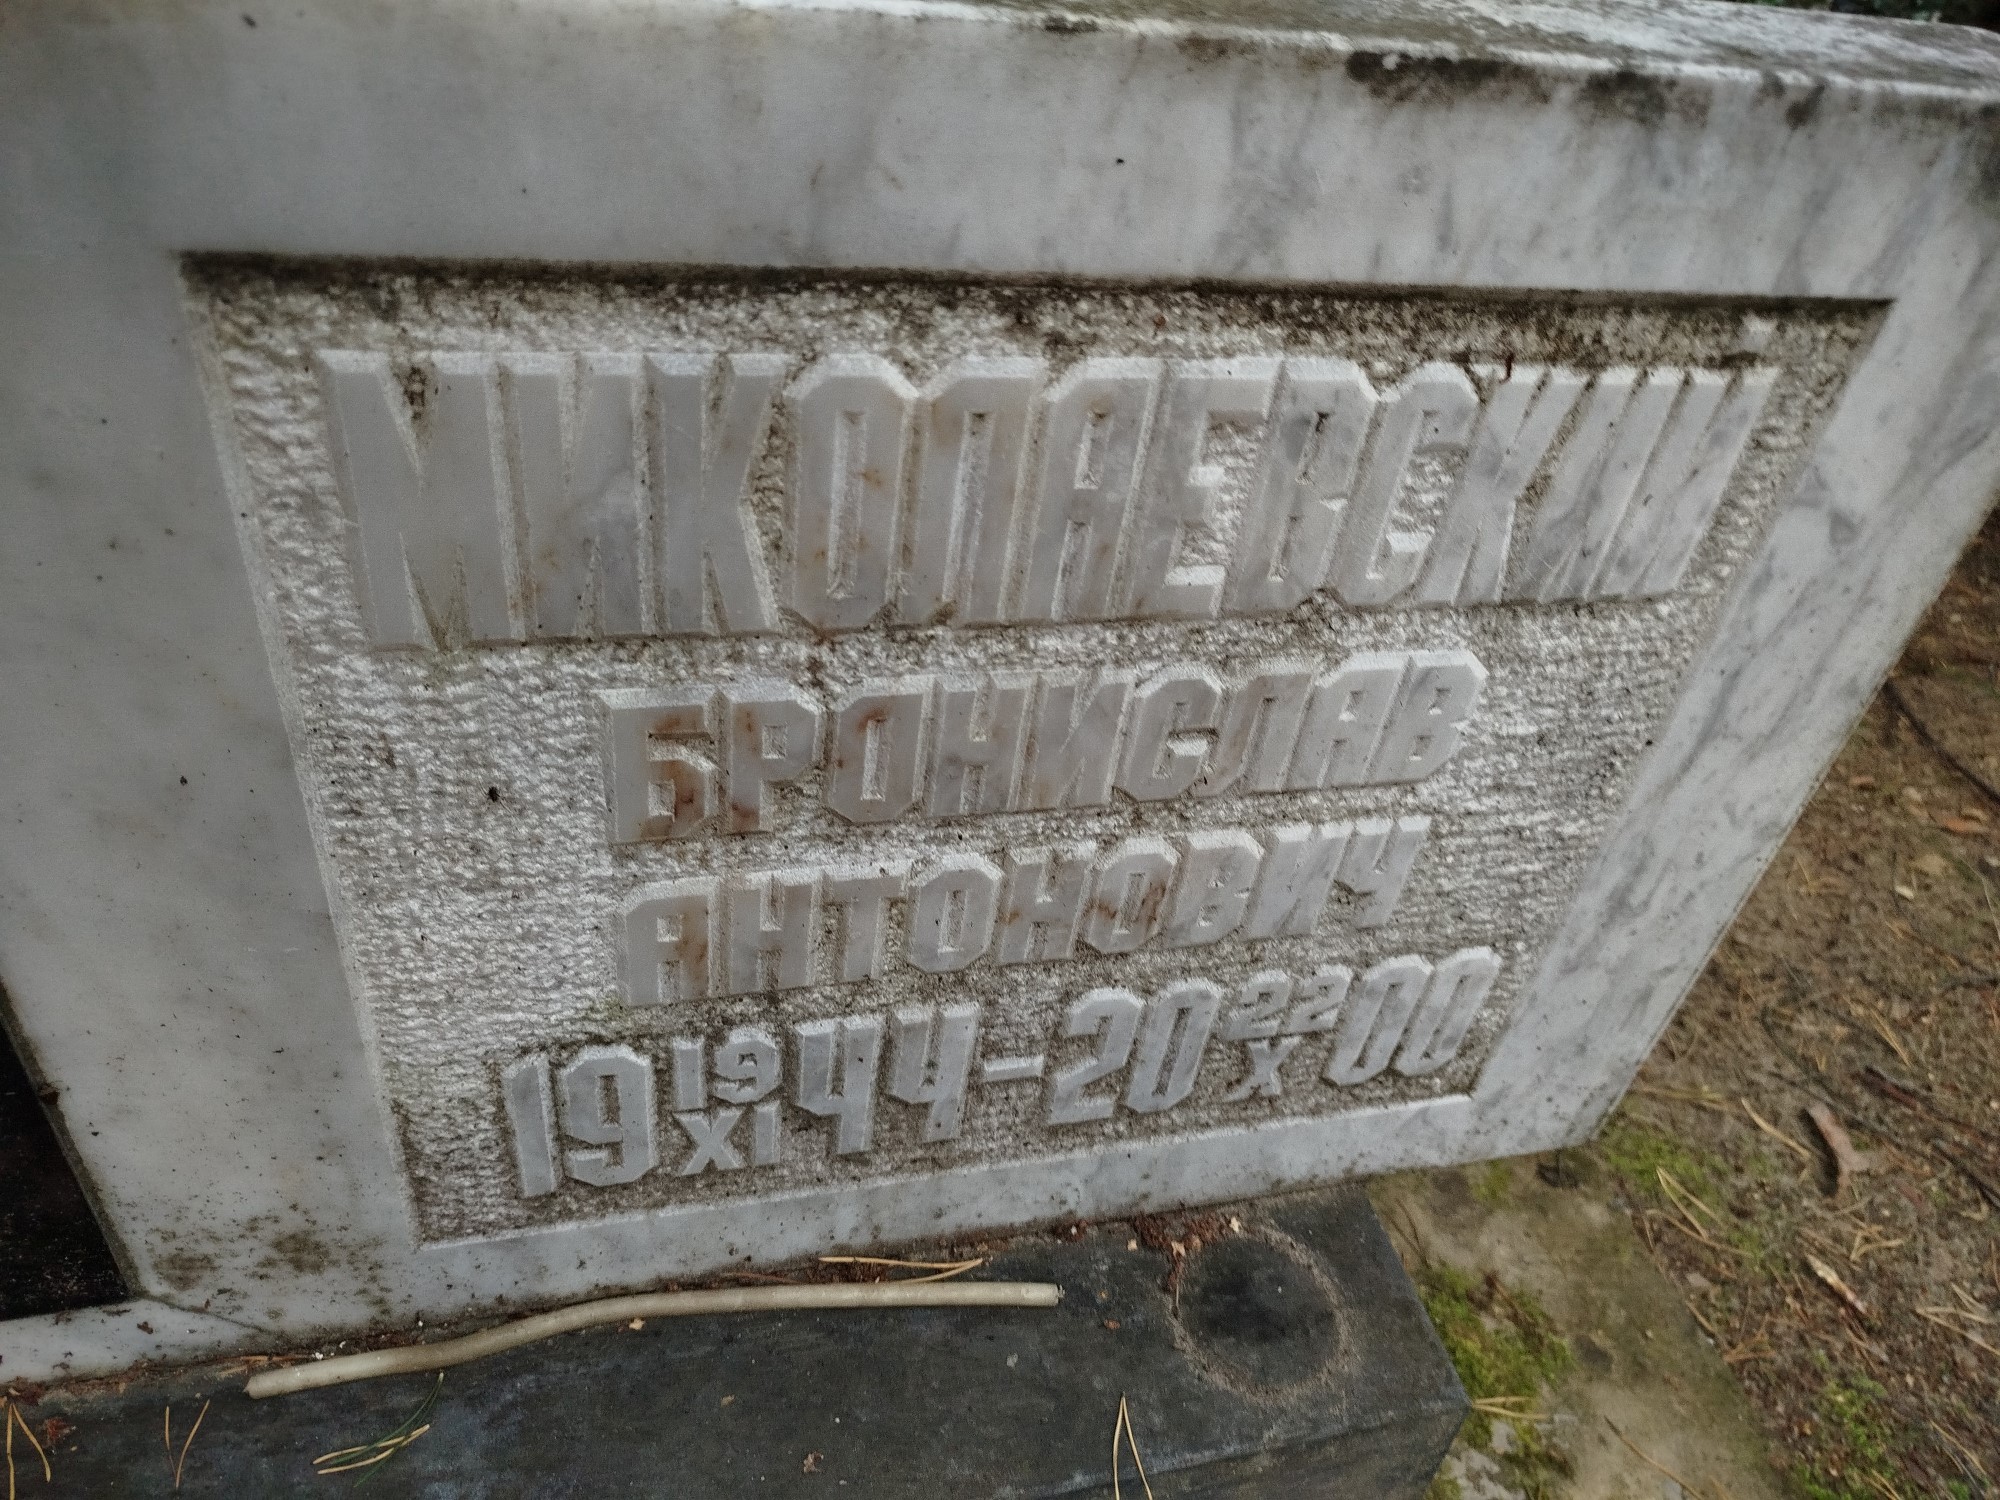 МИКОЛАЕВСКИЙ
БРОНИСЛАВ
АНТОНОВИЧ
19 19/XI 44 – 20 22/X 00